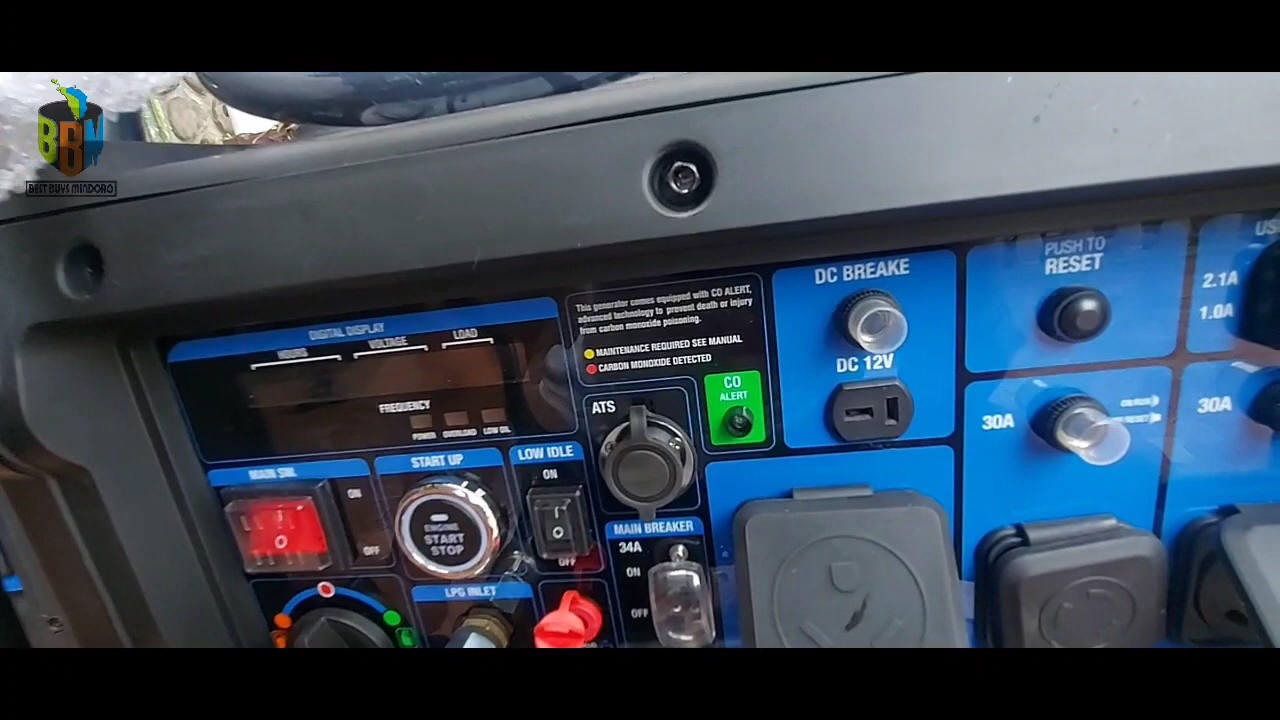 BBM
BEST BUYS MINDORO
DIGITAL DISPLAY
HOURS
VOLTAGE
LOAD
FREQUENCY
POWER
OVERLOAD
LOW OIL
This generator comes equipped with CO ALERT,
advanced technology to prevent death or injury
from carbon monoxide poisoning.
MAINTENANCE REQUIRED SEE MANUAL
CARBON MONOXIDE DETECTED
DC BREAKE
DC 12V
PUSH TO
RESET
2.1A
1.0A
ATS
CO
ALERT
30A
30A
START UP
ENGINE
START
STOP
LOW IDLE
ON
OFF
ON
OFF
MAIN BREAKER
34A
ON
OFF
LPG INLET